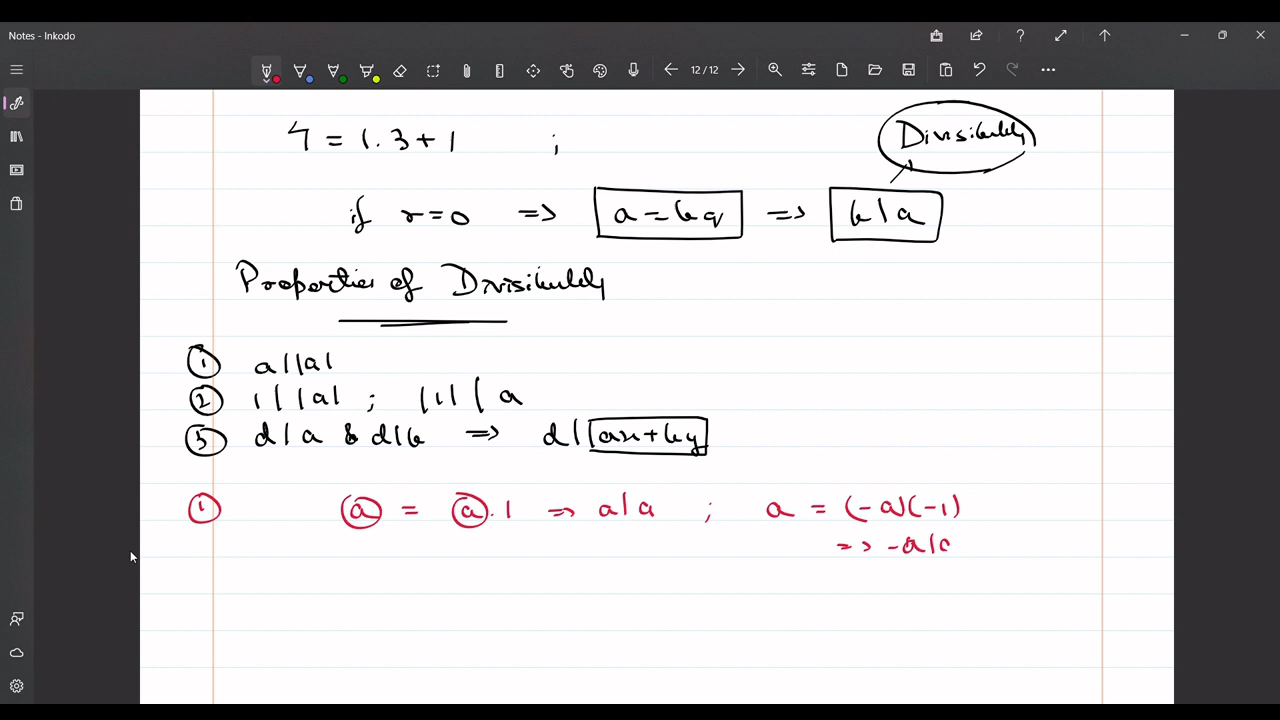 Notes - Inkodo
12/12
4 = 1.3 + 1 ;
Divisibility
if r = 0 => a = bq => b | a
Properties of Divisibility
① a | |a|
② 1 | |a| ; |1| | a
③ d | a & d | b => d | ax + by
① a = a . 1 => a | a ; a = (-a)(-1)
=> -a | a